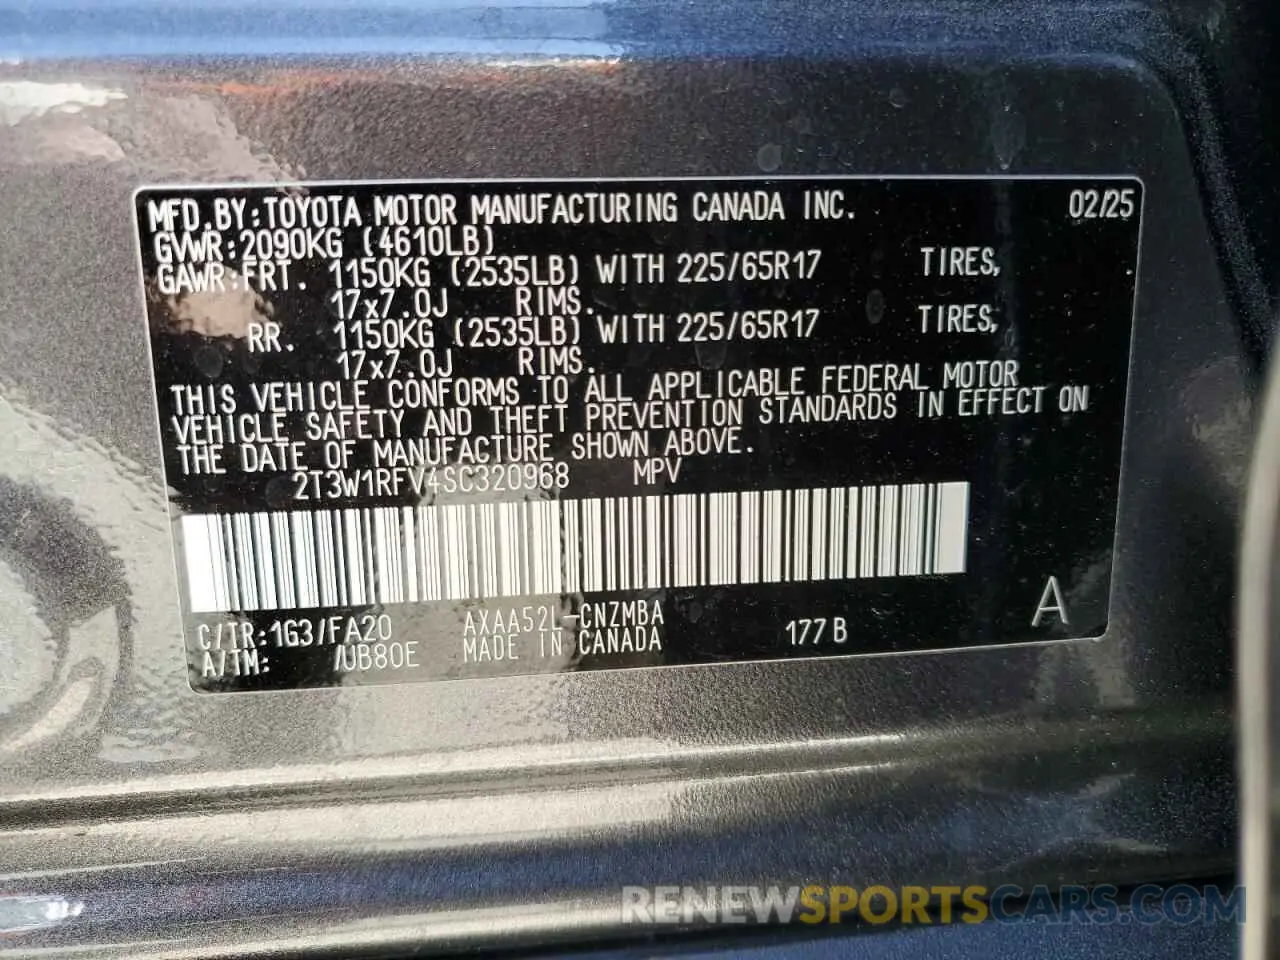 MFD.BY:TOYOTA MOTOR MANUFACTURING CANADA INC. 02/25
GVWR:2090KG (4610LB)
GAWR:FRT. 1150KG (2535LB) WITH 225/65R17 TIRES,
17x7.0J RIMS.
RR. 1150KG (2535LB) WITH 225/65R17 TIRES,
17x7.0J RIMS.
THIS VEHICLE CONFORMS TO ALL APPLICABLE FEDERAL MOTOR
VEHICLE SAFETY AND THEFT PREVENTION STANDARDS IN EFFECT ON
THE DATE OF MANUFACTURE SHOWN ABOVE.
2T3W1RFV4SC320968 MPV
C/TR:1G3/FA20 AXAA52L-CNZMBA 177B A
A/TM: /UB80E MADE IN CANADA
RENEWSPORTSCARS.COM